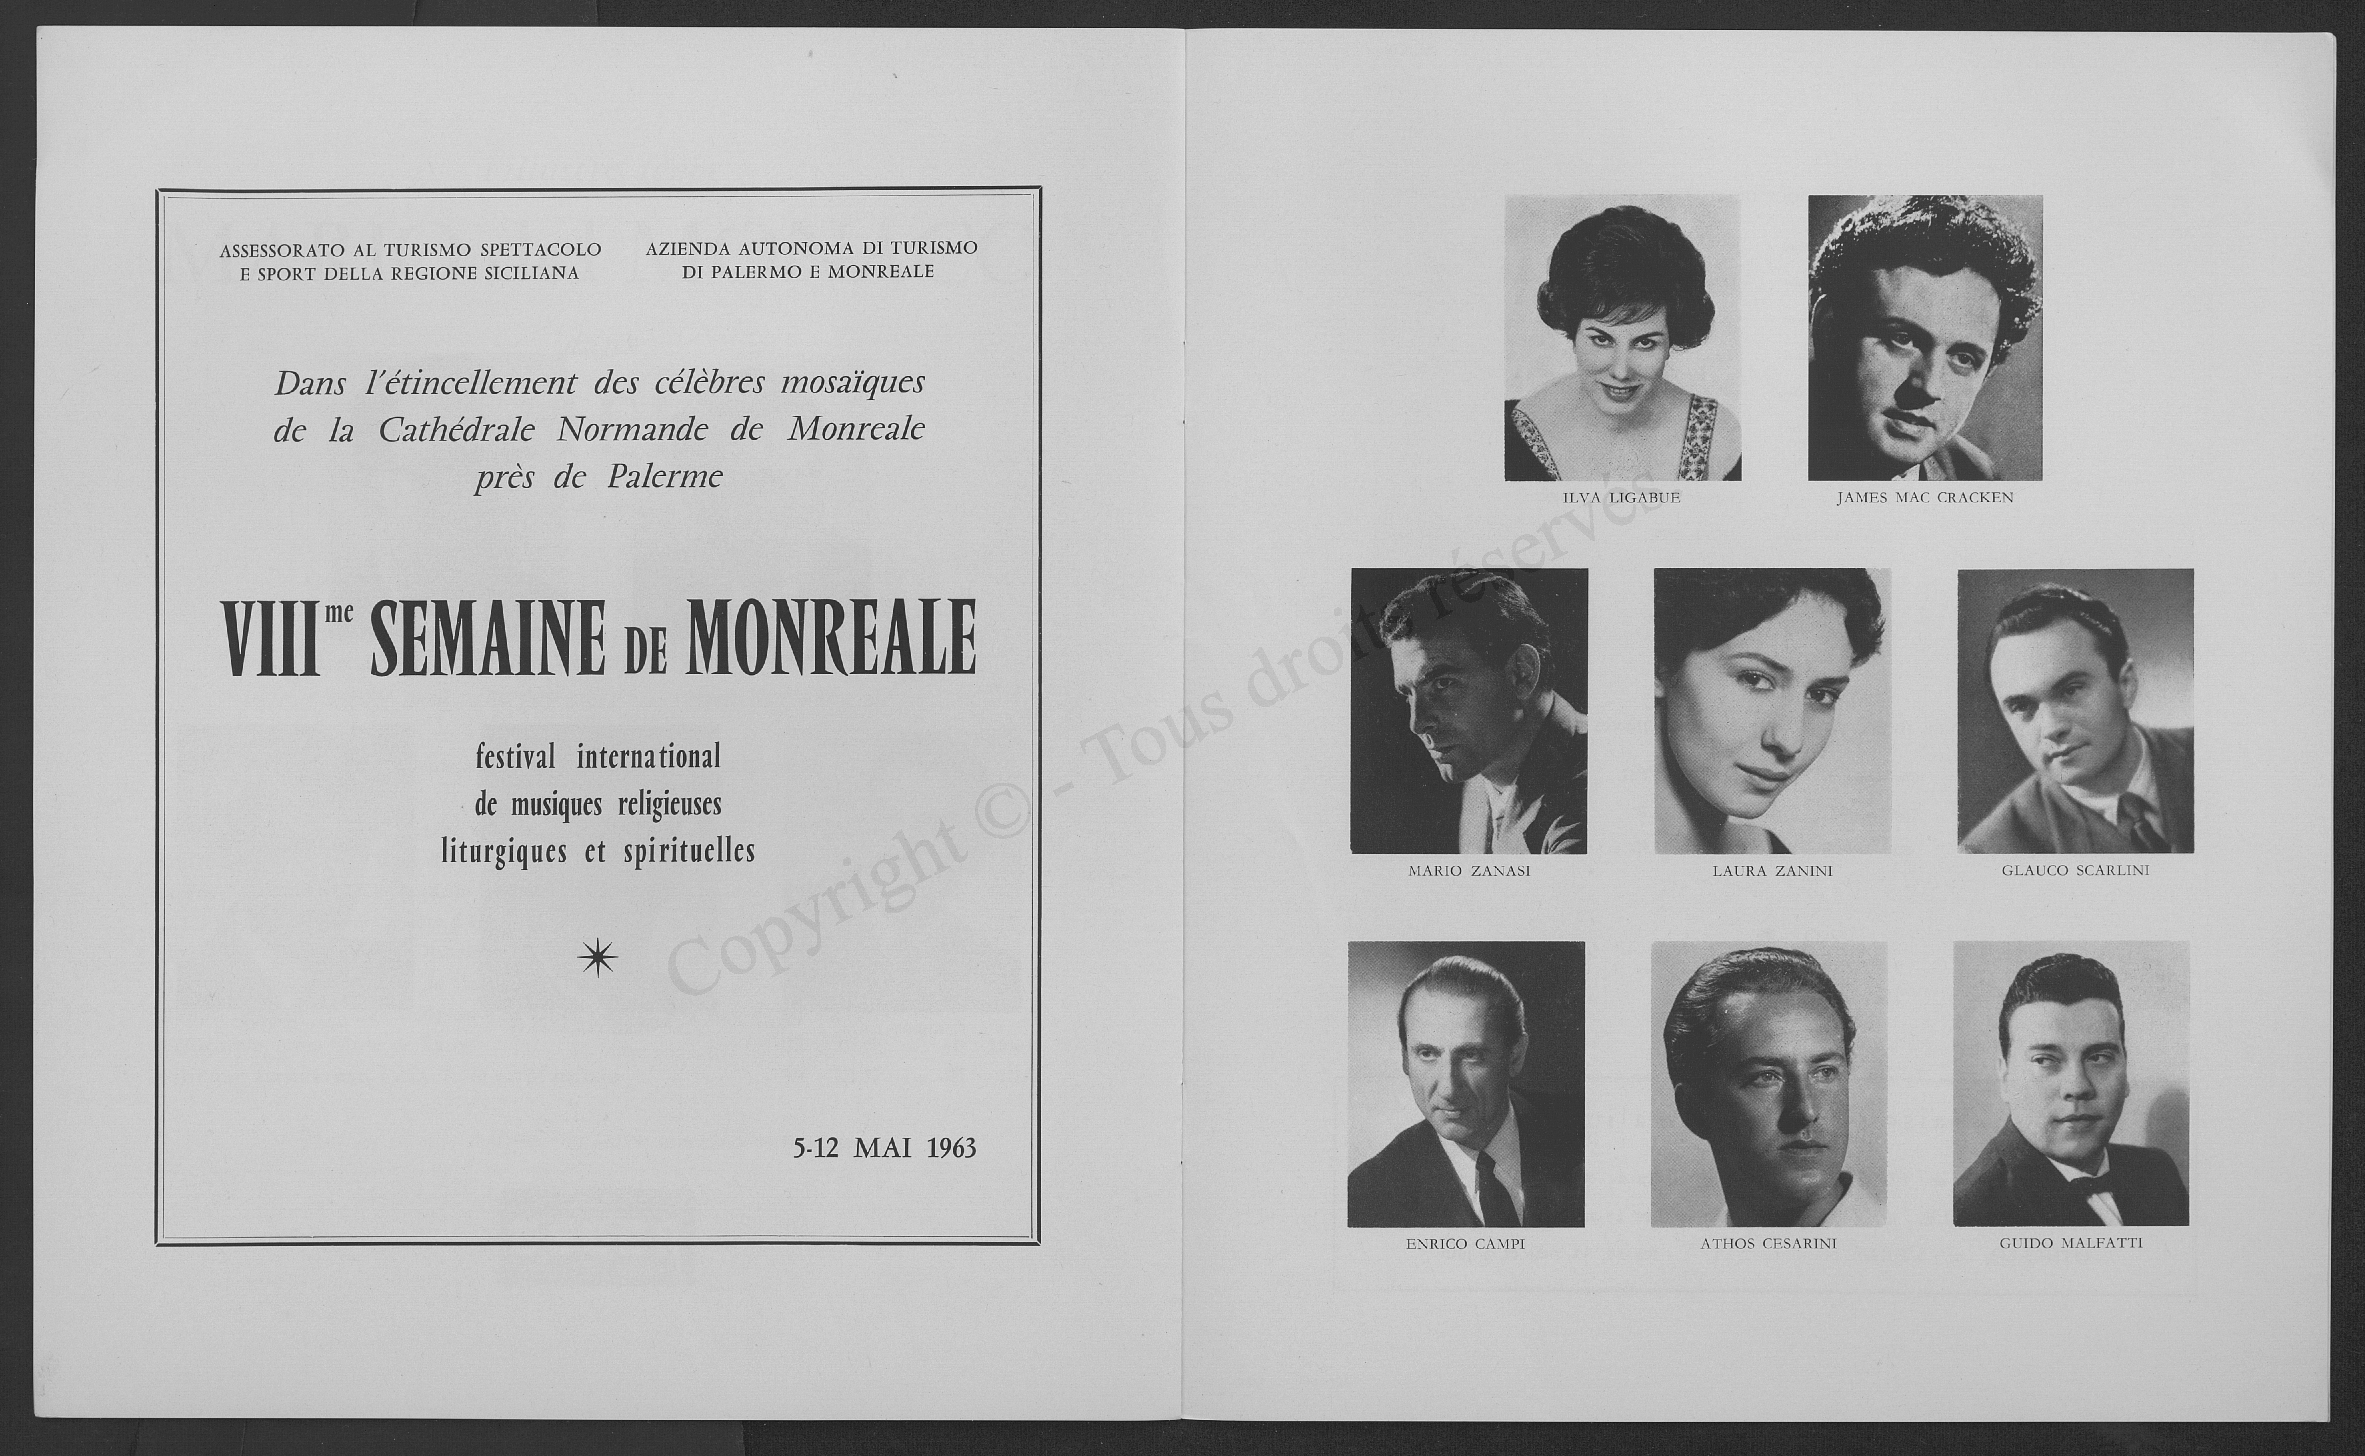 ASSESSORATO AL TURISMO SPETTACOLO
E SPORT DELLA REGIONE SICILIANA
AZIENDA AUTONOMA DI TURISMO
DI PALERMO E MONREALE
Dans l'étincellement des célèbres mosaïques
de la Cathédrale Normande de Monreale
près de Palerme
VIIIme SEMAINE DE MONREALE
festival international
de musiques religieuses
liturgiques et spirituelles
5-12 MAI 1963
ILVA LIGABUE
JAMES MAC CRACKEN
MARIO ZANASI
LAURA ZANINI
GLAUCO SCARLINI
ENRICO CAMPI
ATHOS CESARINI
GUIDO MALFATTI
Copyright © - Tous droits réservés